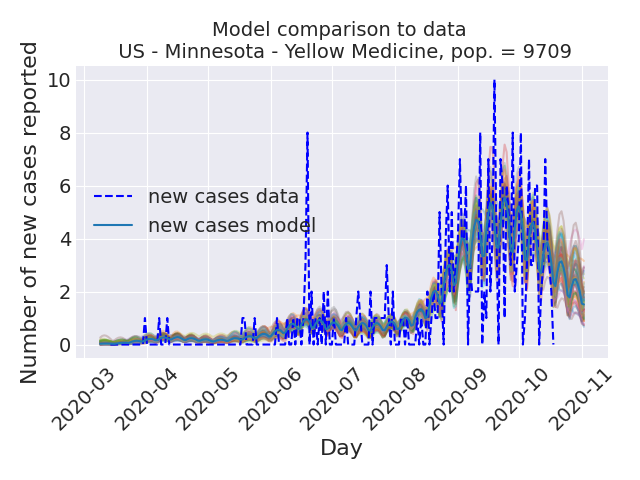 Model comparison to data
US - Minnesota - Yellow Medicine, pop. = 9709
Number of new cases reported
10
8
6
4
2
0
new cases data
new cases model
2020-03
2020-04
2020-05
2020-06
2020-07
2020-08
2020-09
2020-10
2020-11
Day